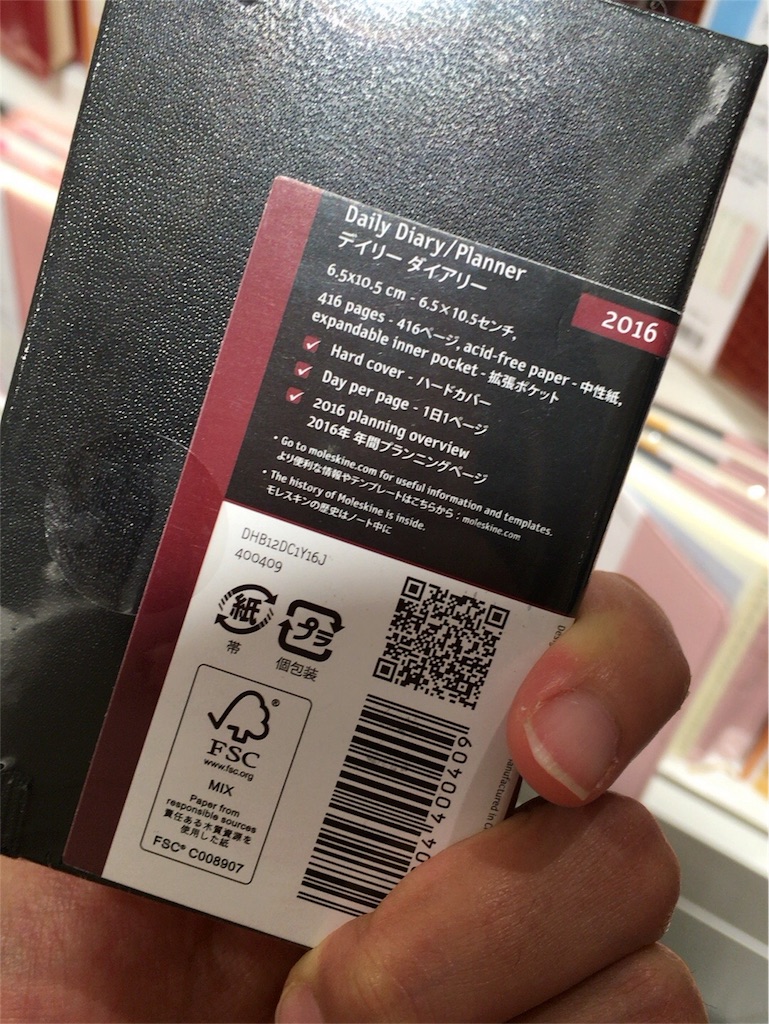 Daily Diary/Planner
デイリー ダイアリー
2016
6.5x10.5 cm - 6.5×10.5センチ,
416 pages - 416ページ, acid-free paper - 中性紙,
expandable inner pocket - 拡張ポケット
Hard cover - ハードカバー
Day per page - 1日1ページ
2016 planning overview
2016年 年間プランニングページ
• Go to moleskine.com for useful information and templates.
より便利な情報やテンプレートはこちらから : moleskine.com
• The history of Moleskine is inside.
モレスキンの歴史はノート中に
DHB12DC1Y16J
400409
紙
帯
プラ
個包装
FSC®
www.fsc.org
MIX
Paper from
responsible sources
責任ある木質資源を
使用した紙
FSC® C008907
04 400409